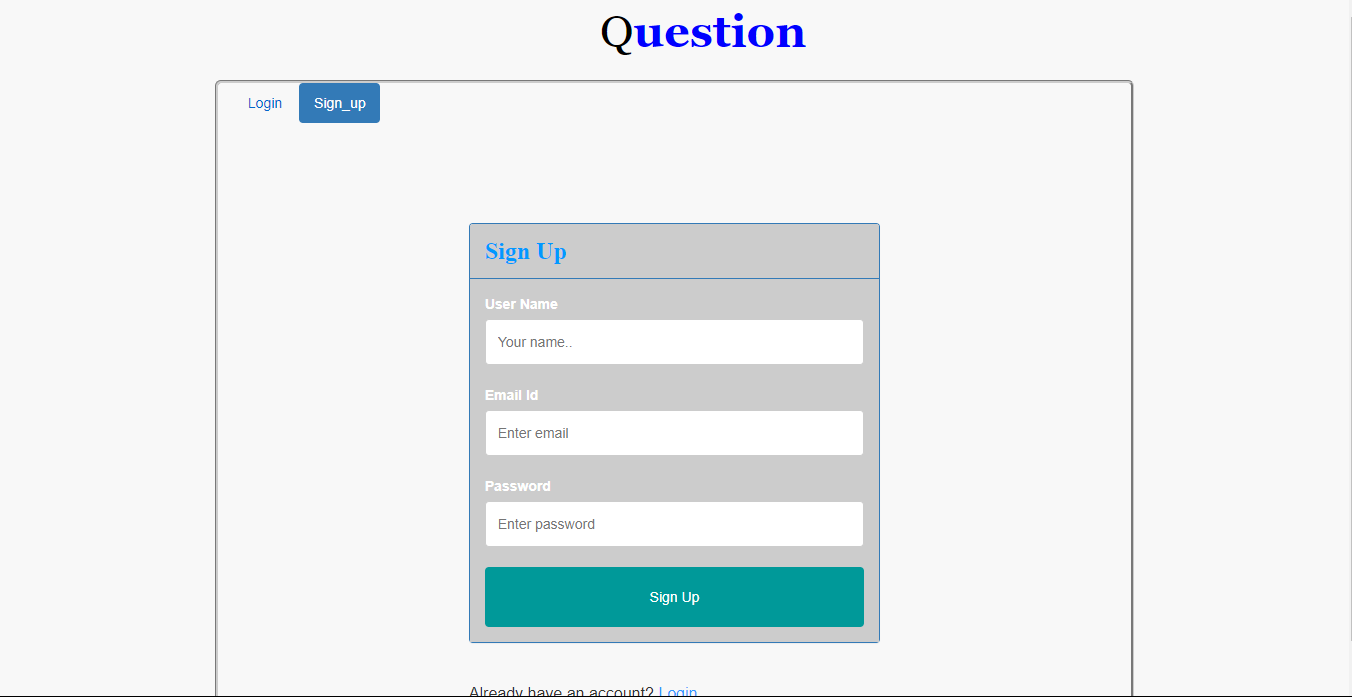 Question
Login Sign_up
Sign Up
User Name
Your name..
Email Id
Enter email
Password
Enter password
Sign Up
Already have an account? Login